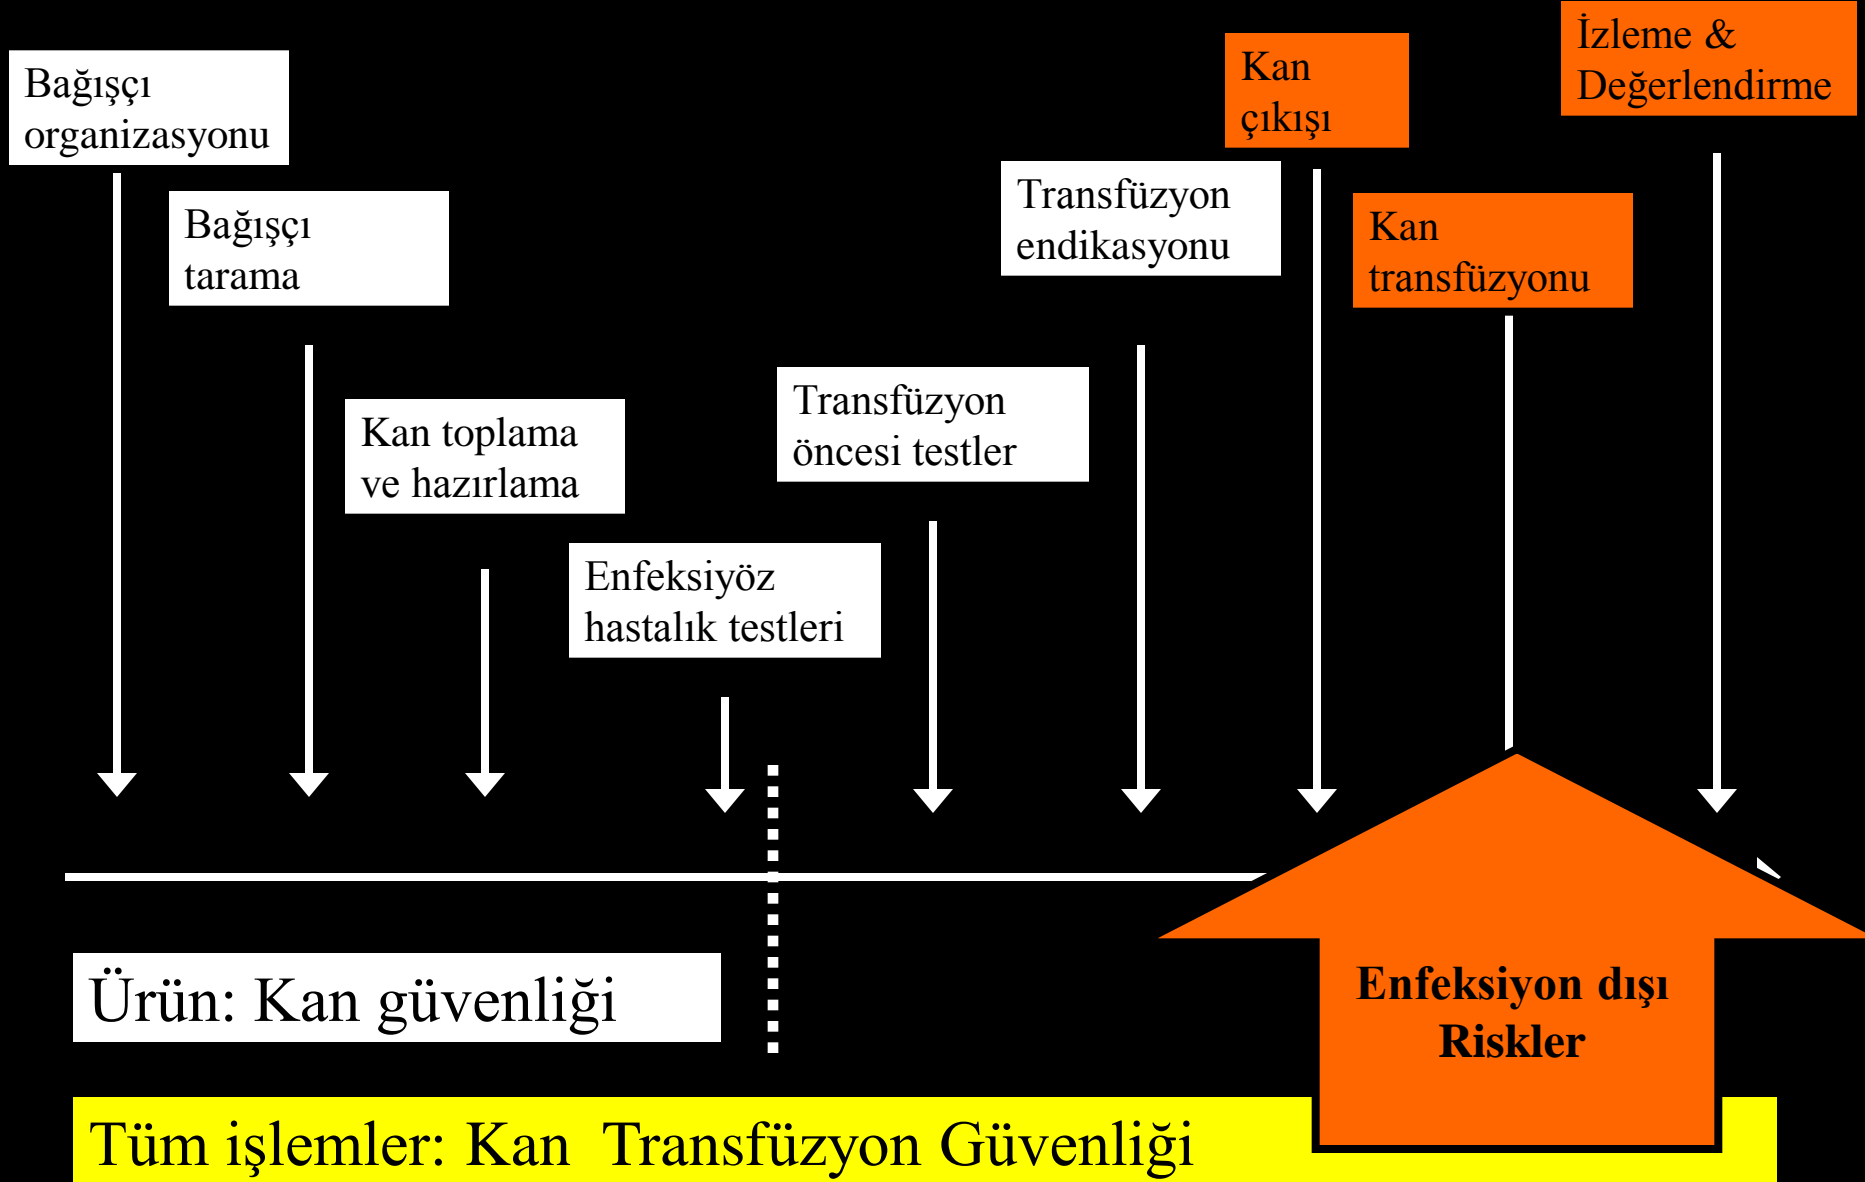 Bağışçı
organizasyonu
Bağışçı
tarama
Kan toplama
ve hazırlama
Enfeksiyöz
hastalık testleri
Transfüzyon
öncesi testler
Transfüzyon
endikasyonu
Kan
çıkışı
Kan
transfüzyonu
İzleme &
Değerlendirme
Ürün: Kan güvenliği
Enfeksiyon dışı
Riskler
Tüm işlemler: Kan  Transfüzyon Güvenliği